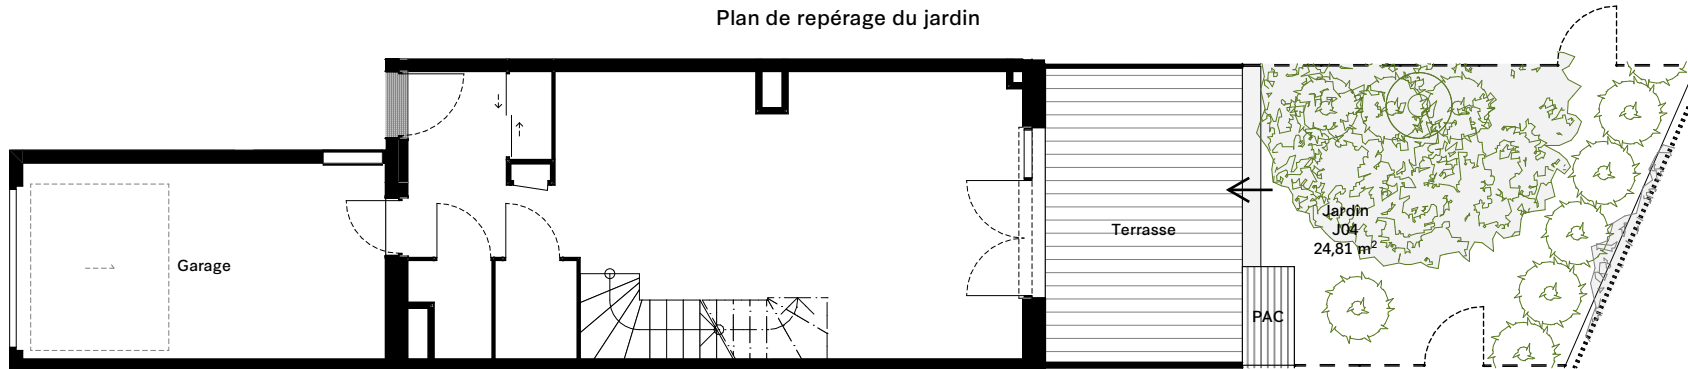 Plan de repérage du jardin
Garage
Terrasse
Jardin
J04
24,81 m²
PAC